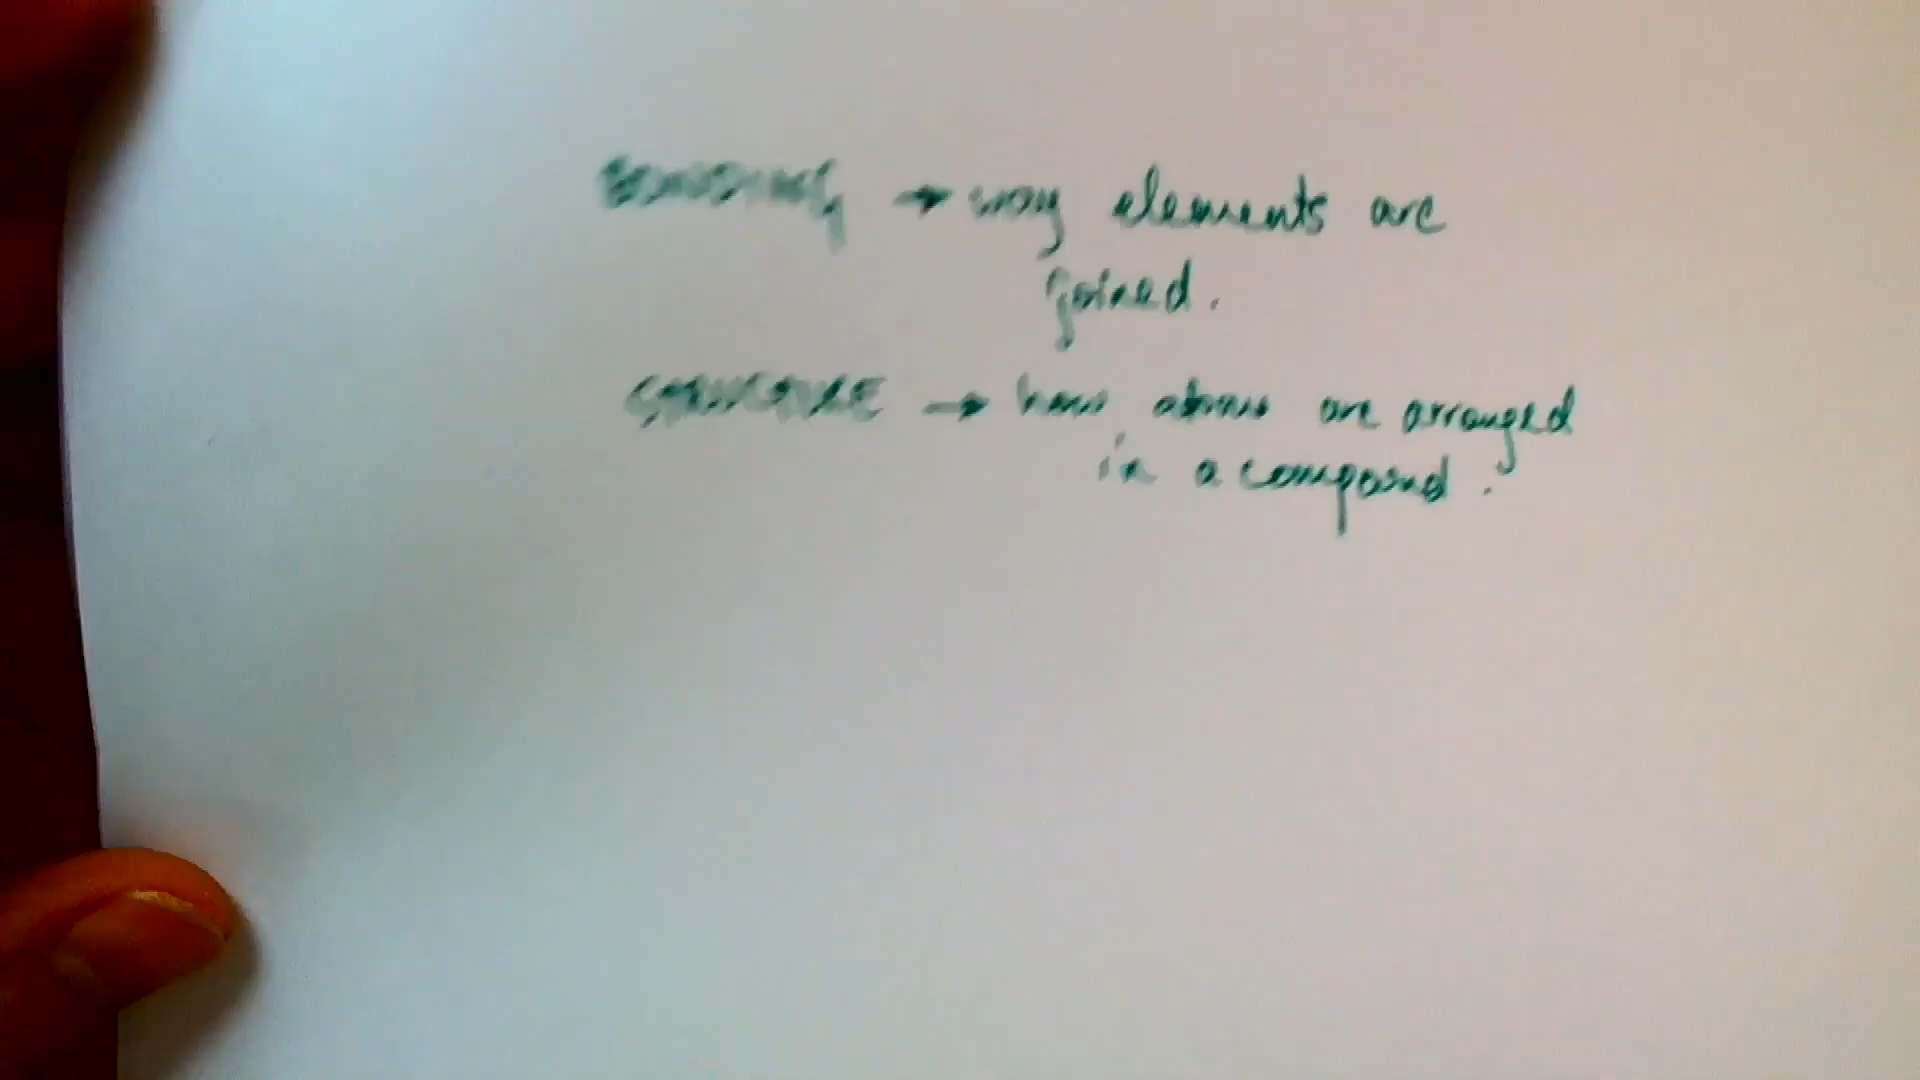 BONDING → way elements are
joined.
STRUCTURE → how atoms are arranged
in a compound.